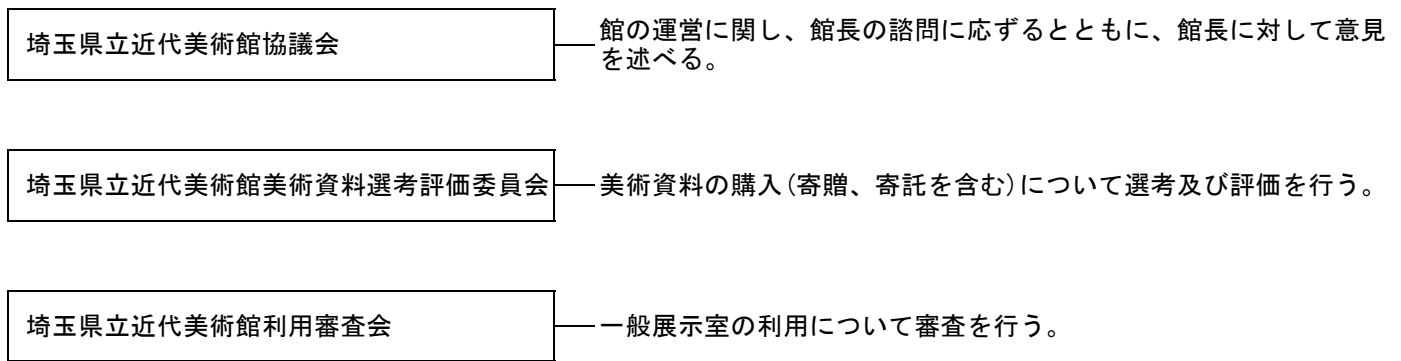 埼玉県立近代美術館協議会
館の運営に関し、館長の諮問に応ずるとともに、館長に対して意見
を述べる。
埼玉県立近代美術館美術資料選考評価委員会
美術資料の購入(寄贈、寄託を含む)について選考及び評価を行う。
埼玉県立近代美術館利用審査会
一般展示室の利用について審査を行う。